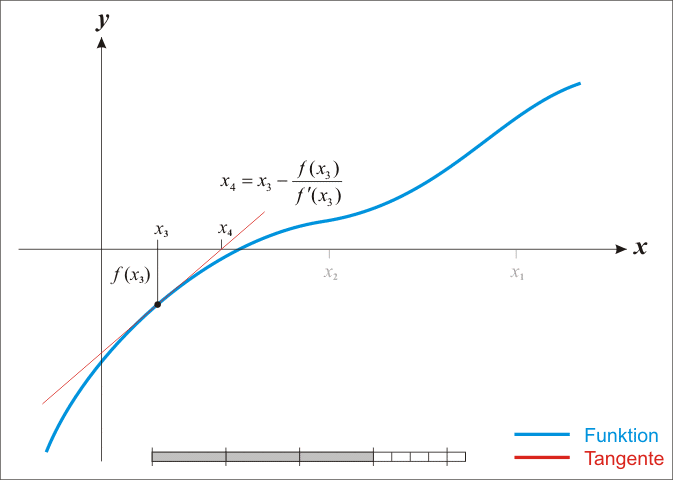 y
x₄ = x₃ − f(x₃)/f′(x₃)
x₃ x₄
x
f(x₃)
x₂ x₁
Funktion
Tangente